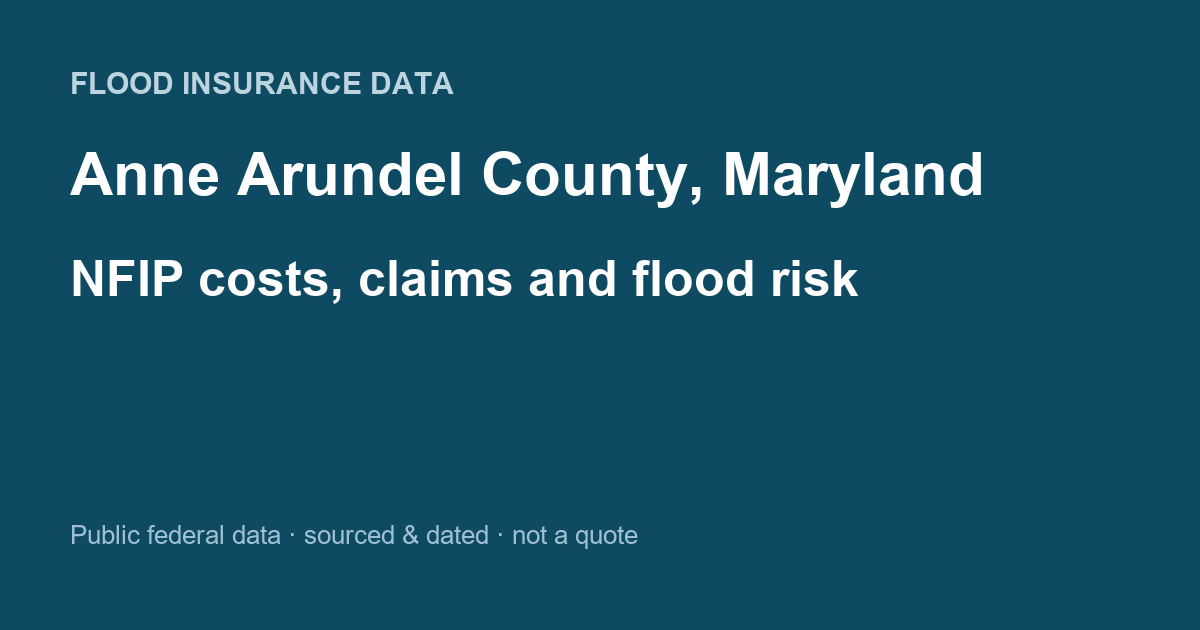 FLOOD INSURANCE DATA
Anne Arundel County, Maryland
NFIP costs, claims and flood risk
Public federal data · sourced & dated · not a quote